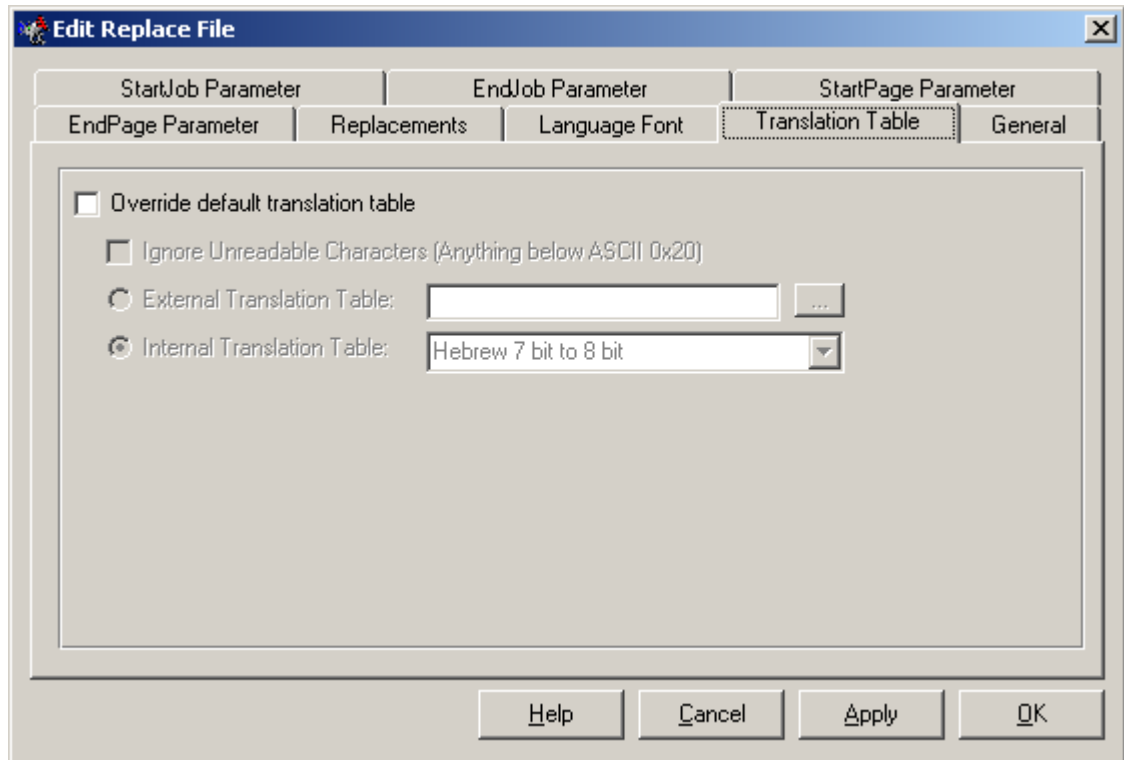 Edit Replace File
StartJob Parameter EndJob Parameter StartPage Parameter
EndPage Parameter Replacements Language Font Translation Table General
Override default translation table
Ignore Unreadable Characters (Anything below ASCII 0x20)
External Translation Table: ...
Internal Translation Table: Hebrew 7 bit to 8 bit
Help Cancel Apply OK